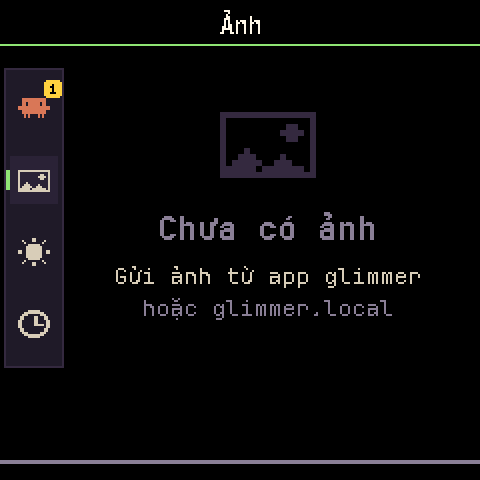 Ảnh
1
Chưa có ảnh
Gửi ảnh từ app glimmer
hoặc glimmer.local